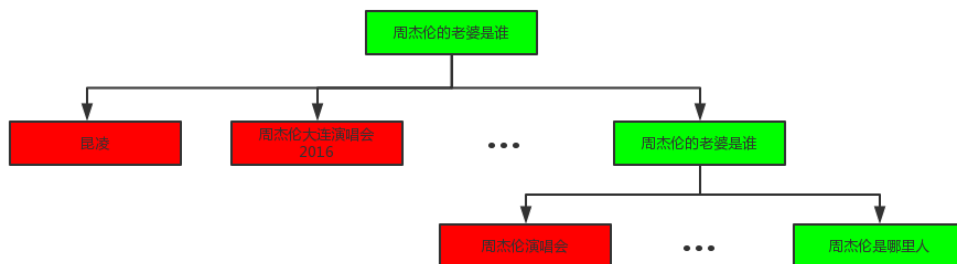 周杰伦的老婆是谁
昆凌
周杰伦大连演唱会
2016
•••
周杰伦的老婆是谁
周杰伦演唱会
•••
周杰伦是哪里人